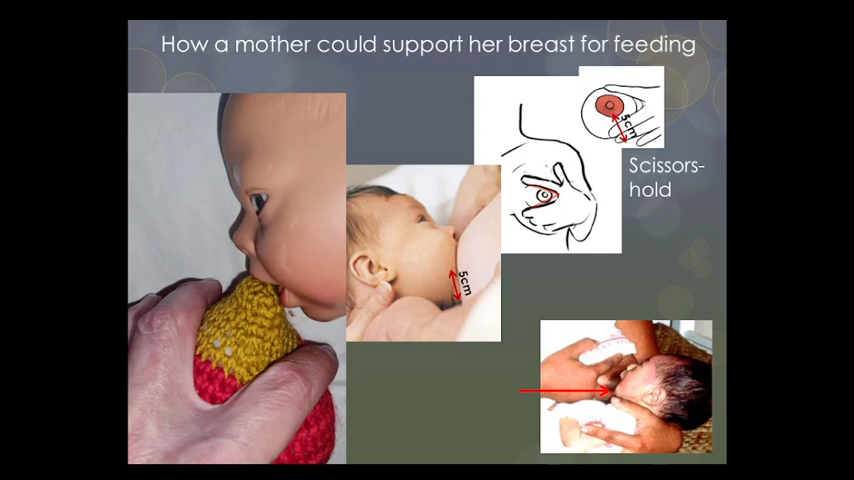 How a mother could support her breast for feeding
5cm
Scissors-
hold
5cm